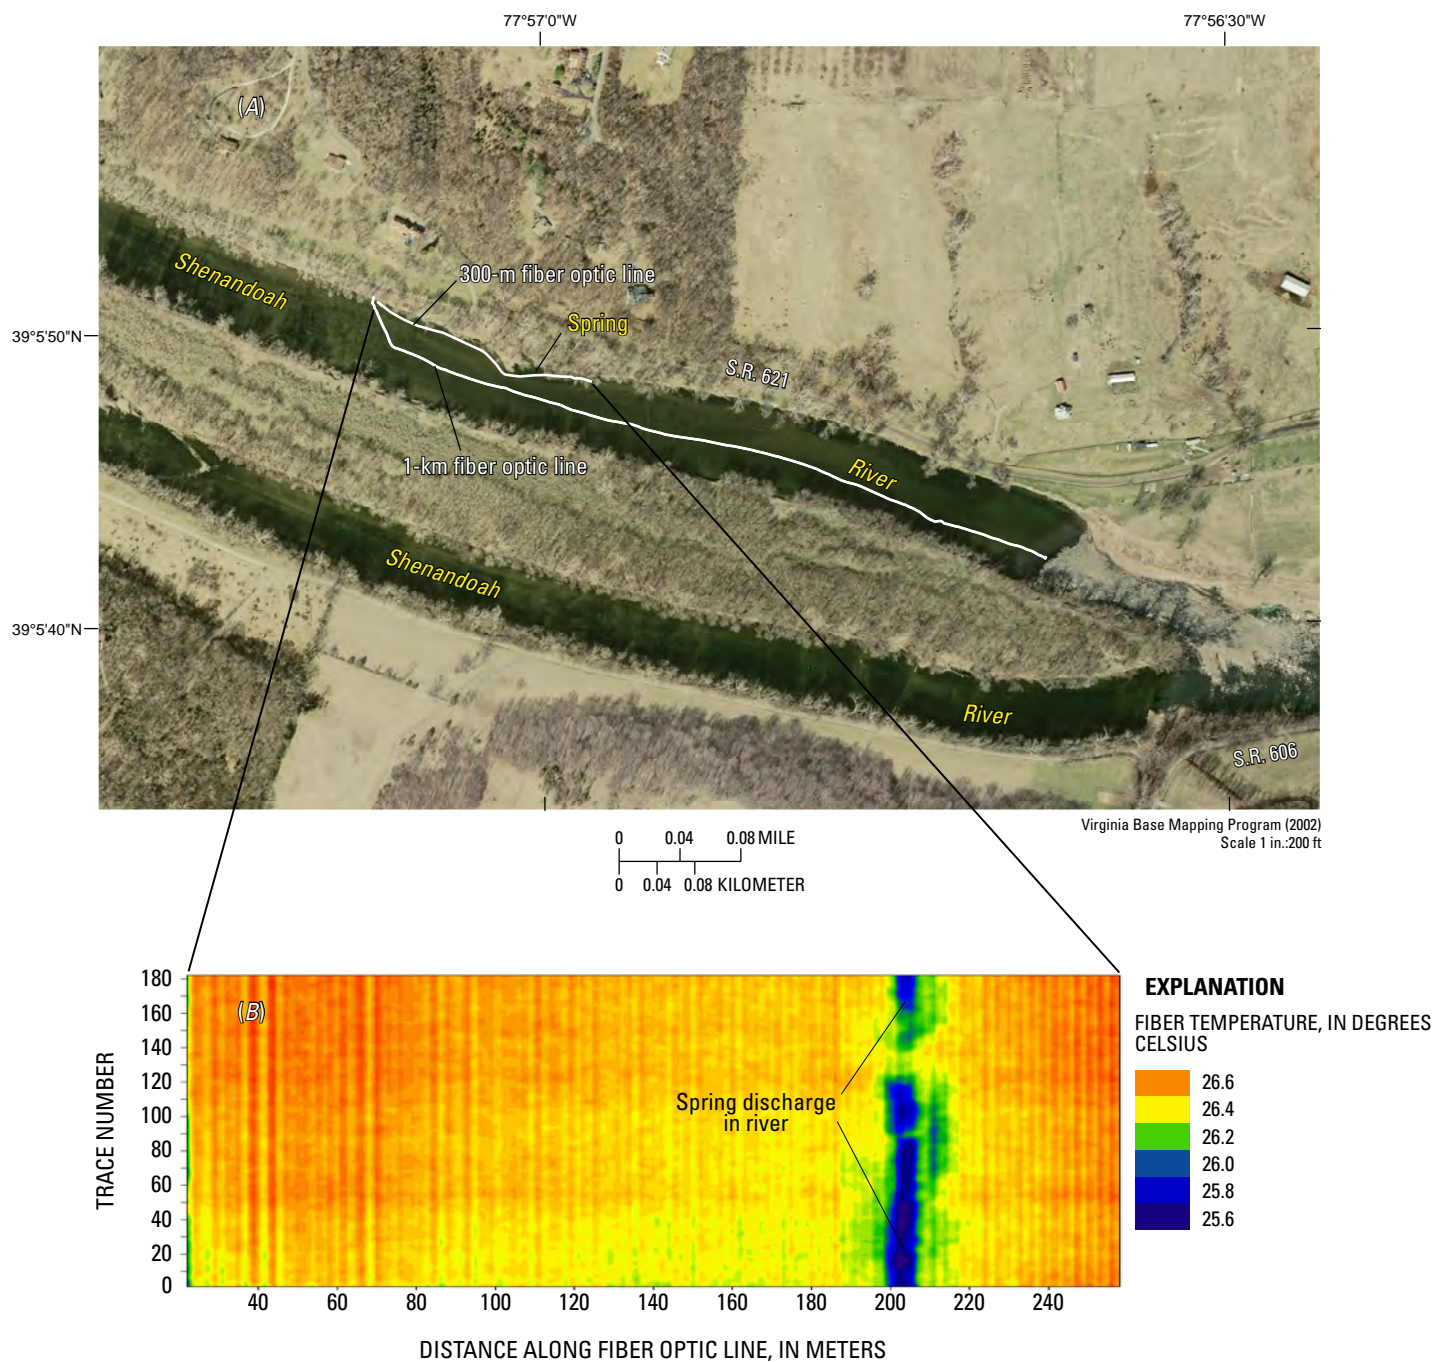 77°57'0"W
77°56'30"W
(A)
Shenandoah
300-m fiber optic line
Spring
39°5'50"N
S.R. 621
1-km fiber optic line
River
Shenandoah
39°5'40"N
River
S.R. 606
Virginia Base Mapping Program (2002)
Scale 1 in.:200 ft
0 0.04 0.08 MILE
0 0.04 0.08 KILOMETER
(B)
TRACE NUMBER
180
160
140
120
100
80
60
40
20
0
Spring discharge
in river
40 60 80 100 120 140 160 180 200 220 240
DISTANCE ALONG FIBER OPTIC LINE, IN METERS
EXPLANATION
FIBER TEMPERATURE, IN DEGREES
CELSIUS
26.6
26.4
26.2
26.0
25.8
25.6